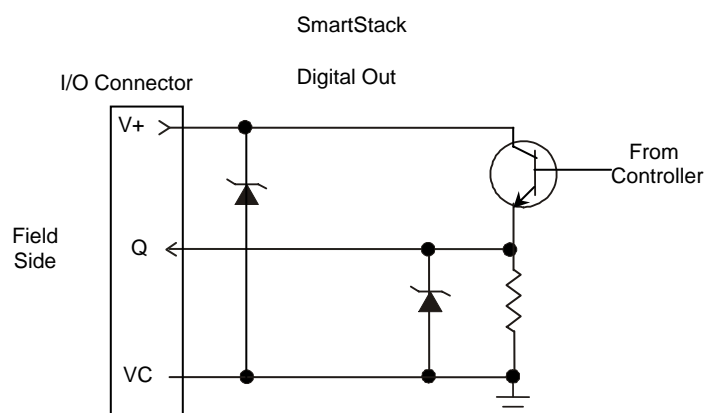 SmartStack
Digital Out
I/O Connector
V+
From
Controller
Field
Side
Q
VC